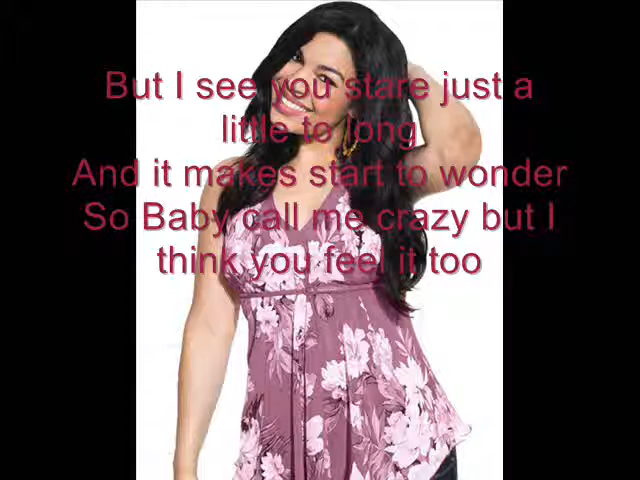 But I see you stare just a
little to long
And it makes start to wonder
So Baby call me crazy but I
think you feel it too